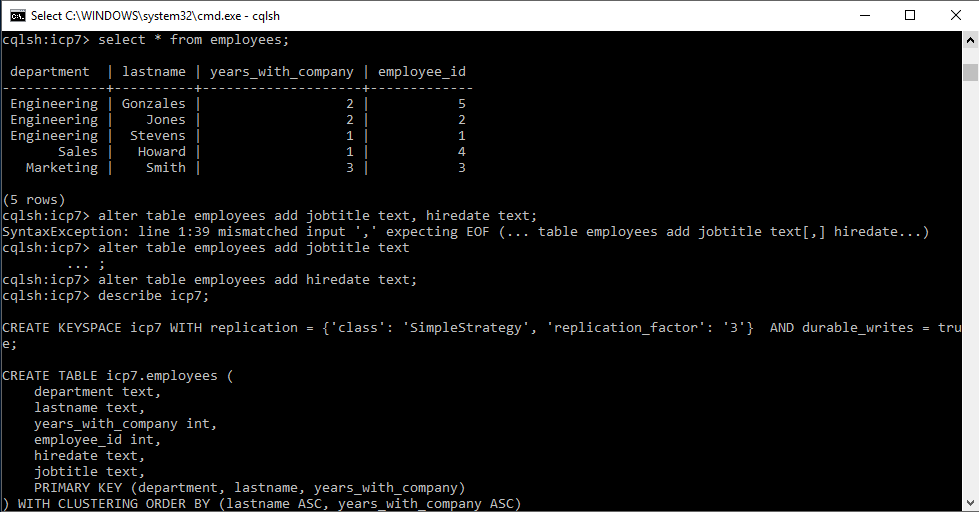 Select C:\WINDOWS\system32\cmd.exe - cqlsh
cqlsh:icp7> select * from employees;
 department  | lastname | years_with_company | employee_id
-------------+----------+--------------------+-------------
 Engineering | Gonzales |                  2 |           5
 Engineering |    Jones |                  2 |           2
 Engineering |  Stevens |                  1 |           1
       Sales |   Howard |                  1 |           4
   Marketing |    Smith |                  3 |           3
(5 rows)
cqlsh:icp7> alter table employees add jobtitle text, hiredate text;
SyntaxException: line 1:39 mismatched input ',' expecting EOF (... table employees add jobtitle text[,] hiredate...)
cqlsh:icp7> alter table employees add jobtitle text
        ... ;
cqlsh:icp7> alter table employees add hiredate text;
cqlsh:icp7> describe icp7;
CREATE KEYSPACE icp7 WITH replication = {'class': 'SimpleStrategy', 'replication_factor': '3'}  AND durable_writes = tru
e;
CREATE TABLE icp7.employees (
    department text,
    lastname text,
    years_with_company int,
    employee_id int,
    hiredate text,
    jobtitle text,
    PRIMARY KEY (department, lastname, years_with_company)
) WITH CLUSTERING ORDER BY (lastname ASC, years_with_company ASC)